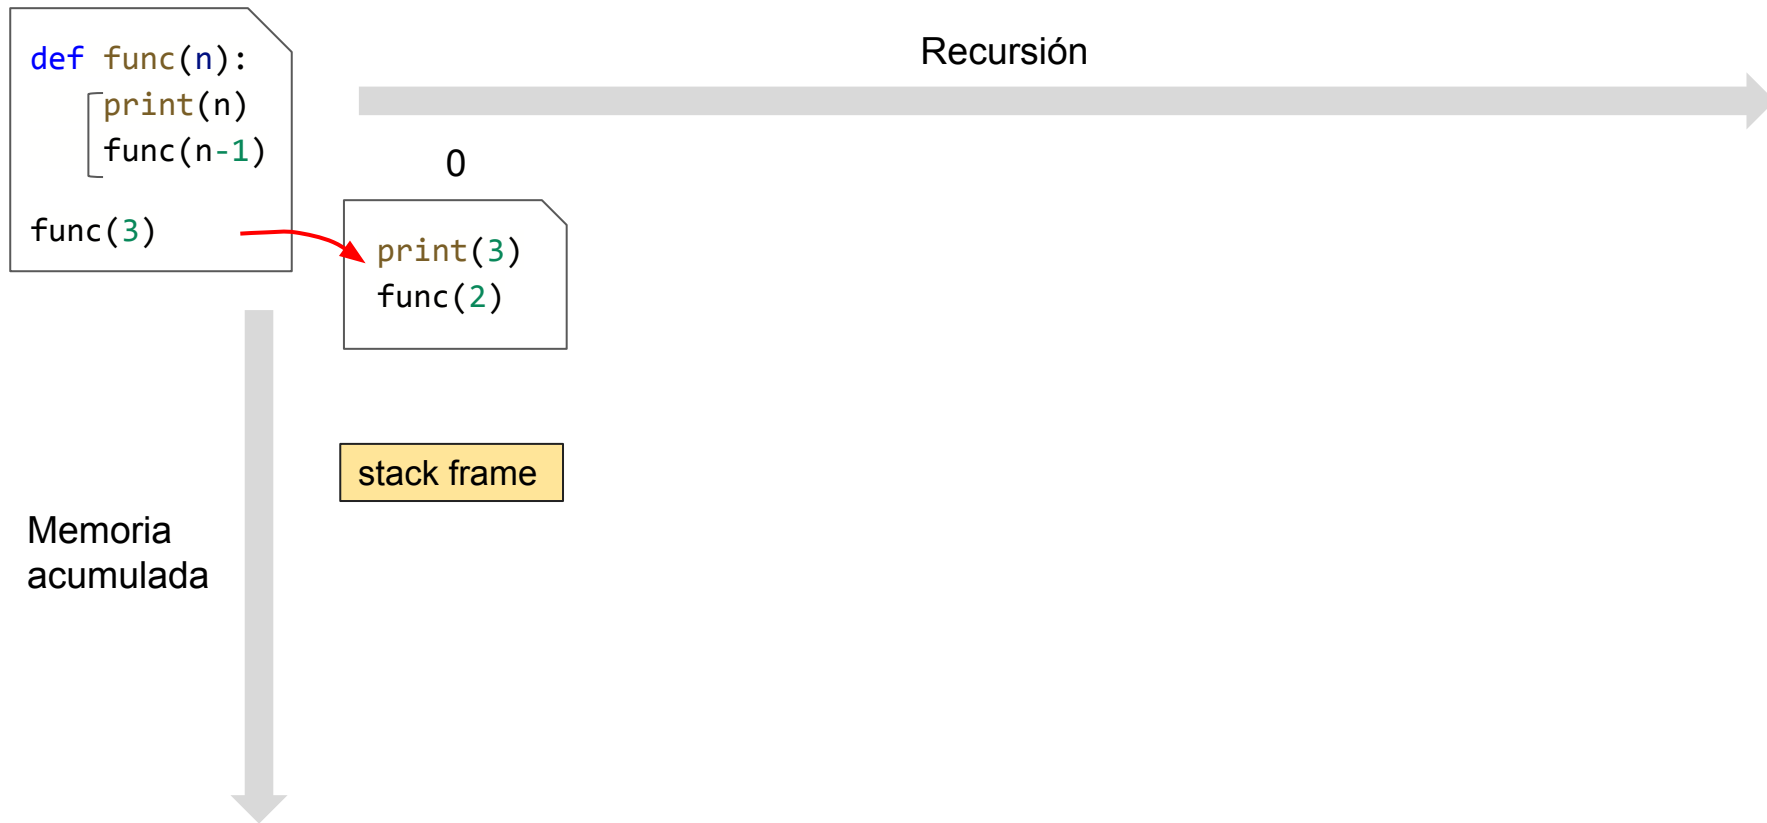 def func(n):
print(n)
func(n-1)
func(3)
Recursión
0
print(3)
func(2)
stack frame
Memoria
acumulada